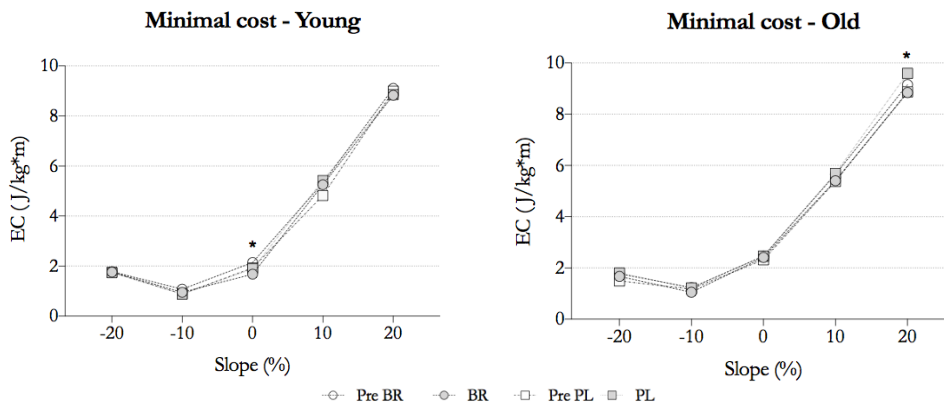 Minimal cost - Young
10
8
6
4
2
0
EC ( J/kg*m)
*
-20 -10 0 10 20
Slope (%)
Minimal cost - Old
10
8
6
4
2
0
EC ( J/kg*m)
*
-20 -10 0 10 20
Slope (%)
Pre BR BR Pre PL PL